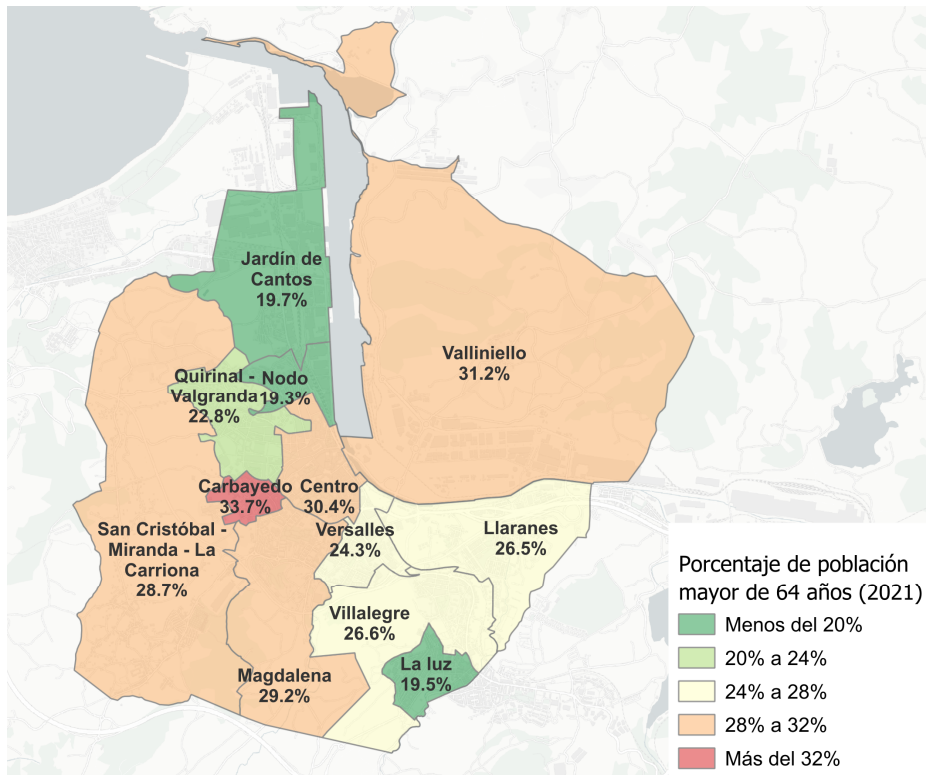 Jardín de
Cantos
19.7%
Valliniello
31.2%
Quirinal -
Valgranda
22.8%
Nodo
19.3%
Carbayedo
33.7%
Centro
30.4%
San Cristóbal -
Miranda - La
Carriona
28.7%
Versalles
24.3%
Llaranes
26.5%
Villalegre
26.6%
La luz
19.5%
Magdalena
29.2%
Porcentaje de población
mayor de 64 años (2021)
Menos del 20%
20% a 24%
24% a 28%
28% a 32%
Más del 32%